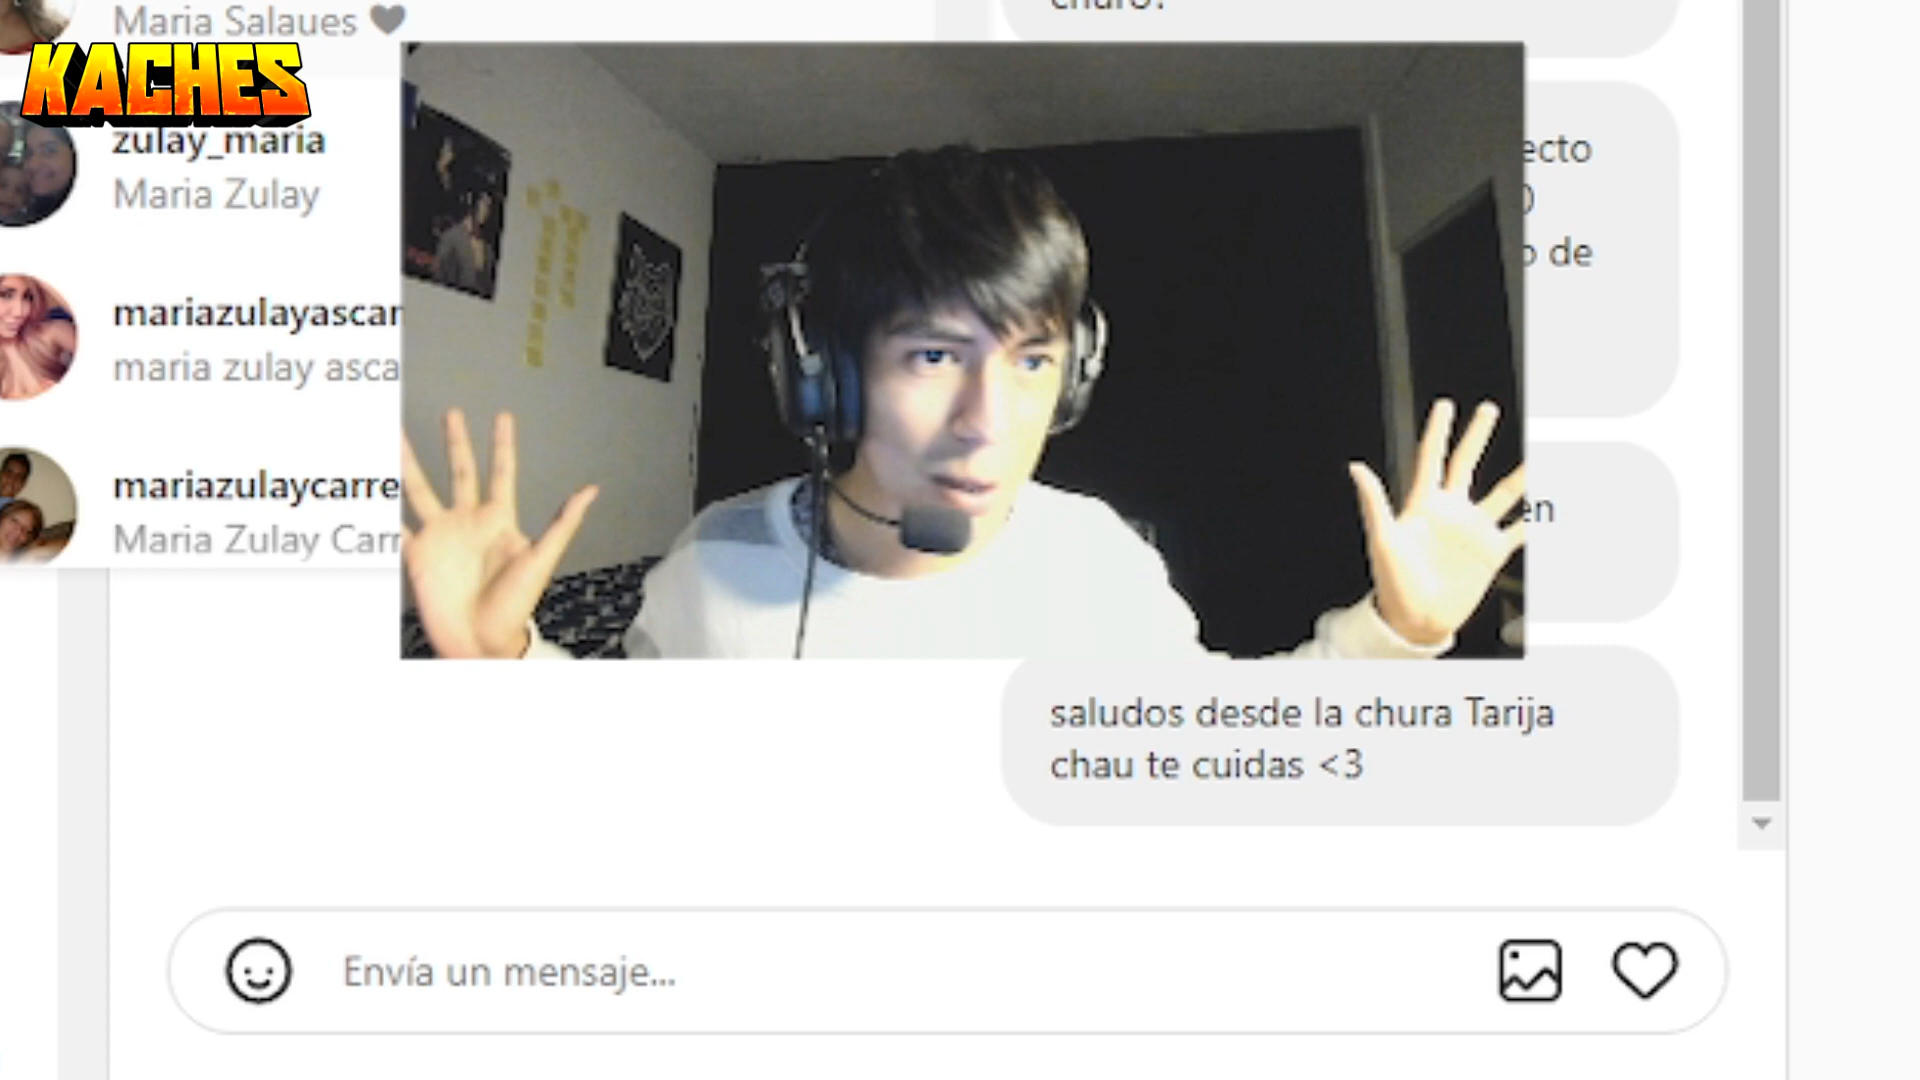 Maria Salaues
KACHES
zulay_maria
Maria Zulay
mariazulayascar
maria zulay asca
mariazulaycarre
Maria Zulay Carr
churo?
ecto
o de
en
saludos desde la chura Tarija
chau te cuidas <3
Envía un mensaje...